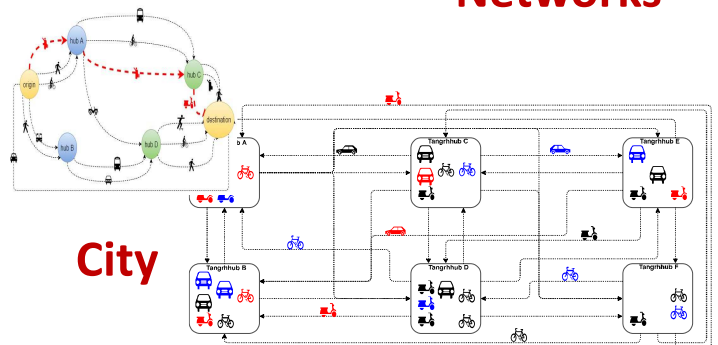 Networks
hub A
hub C
origin
destination
hub B
hub D
b A
Tangrhhub C
Tangrhhub E
City
Tangrhhub B
Tangrhhub D
Tangrhhub F